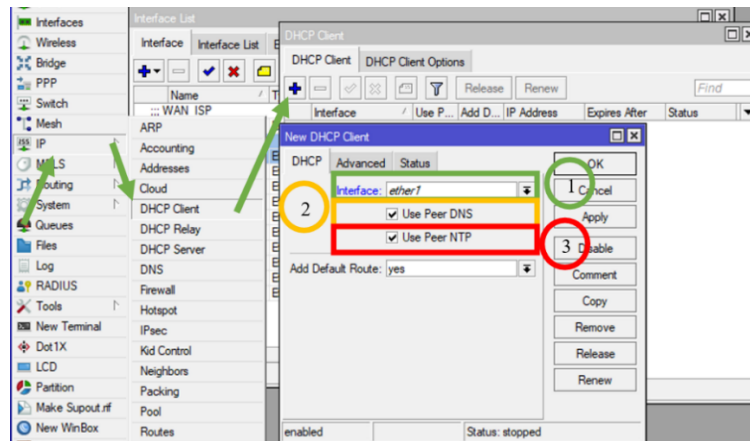 Interfaces
Wireless
Bridge
PPP
Switch
Mesh
IP
MPLS
Routing
System
Queues
Files
Log
RADIUS
Tools
New Terminal
Dot1X
LCD
Partition
Make Supout.rif
New WinBox
ARP
Accounting
Addresses
Cloud
DHCP Client
DHCP Relay
DHCP Server
DNS
Firewall
Hotspot
IPsec
Kid Control
Neighbors
Packing
Pool
Routes
Interface List
Interface Interface List E
Name T
::: WAN ISP
DHCP Client
DHCP Client DHCP Client Options
Release Renew Find
Interface Use P... Add D... IP Address Expires After Status
New DHCP Client
DHCP Advanced Status
Interface: ether1
Use Peer DNS
Use Peer NTP
Add Default Route: yes
1
2
3
OK
Cancel
Apply
Disable
Comment
Copy
Remove
Release
Renew
enabled Status: stopped